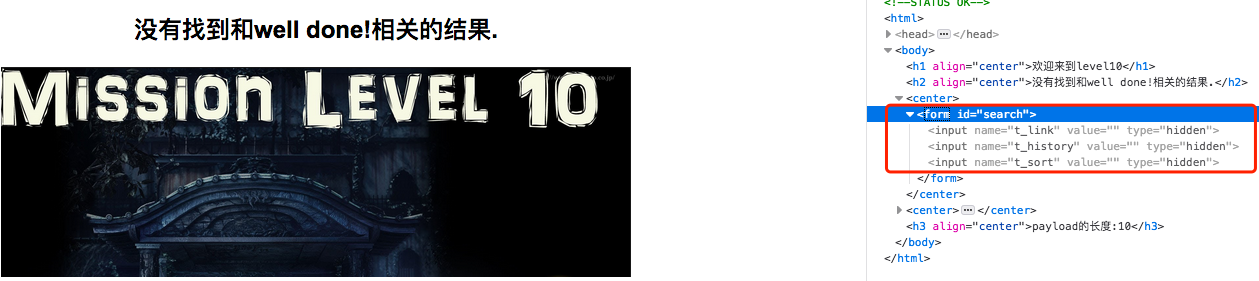 没有找到和well done!相关的结果.
MISSION LEVEL 10
<!--STATUS OK-->
<html>
<head> ... </head>
<body>
<h1 align="center">欢迎来到level10</h1>
<h2 align="center">没有找到和well done!相关的结果.</h2>
<center>
<form id="search">
<input name="t_link" value="" type="hidden">
<input name="t_history" value="" type="hidden">
<input name="t_sort" value="" type="hidden">
</form>
</center>
<center> ... </center>
<h3 align="center">payload的长度:10</h3>
</body>
</html>